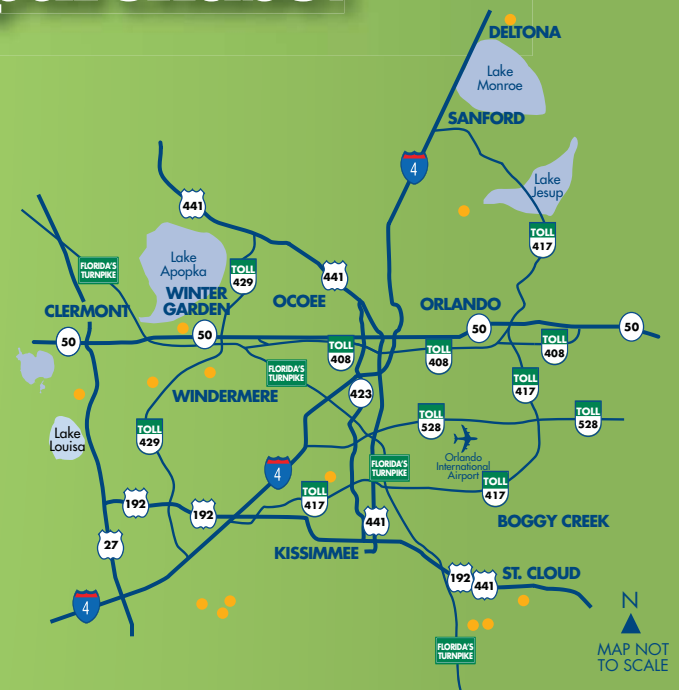 DELTONA
Lake
Monroe
SANFORD
4
Lake
Jesup
441
TOLL
417
FLORIDA'S
TURNPIKE
Lake
Apopka
TOLL
429
441
WINTER
GARDEN
OCOEE
ORLANDO
CLERMONT
50
50
50
50
TOLL
408
TOLL
408
TOLL
408
FLORIDA'S
TURNPIKE
423
TOLL
417
WINDERMERE
TOLL
528
TOLL
528
Lake
Louisa
TOLL
429
Orlando
International
Airport
4
FLORIDA'S
TURNPIKE
TOLL
417
TOLL
417
192
192
441
BOGGY CREEK
27
KISSIMMEE
192
441
ST. CLOUD
4
N
MAP NOT
TO SCALE
FLORIDA'S
TURNPIKE